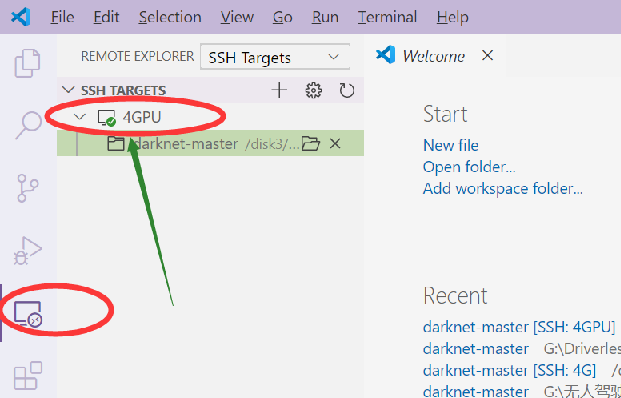 File Edit Selection View Go Run Terminal Help
REMOTE EXPLORER SSH Targets
Welcome
SSH TARGETS
4GPU
darknet-master /disk3/...
Start
New file
Open folder...
Add workspace folder...
Recent
darknet-master [SSH: 4GPU]
darknet-master G:\Driverles
darknet-master [SSH: 4G] /d
darknet-master G:\无人驾驶